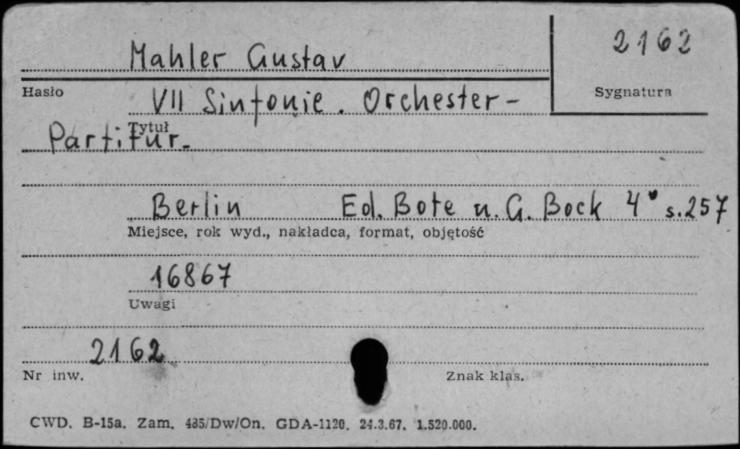 Mahler Gustav
2162
Hasło
Sygnatura
VII Sinfonie. Orchester-
Tytuł
Partitur.
Berlin Ed. Bote u. G. Bock 4° s. 257
Miejsce, rok wyd., nakładca, format, objętość
16867
Uwagi
2162
Nr inw.
Znak klas.
CWD. B-15a. Zam. 485/Dw/On. GDA-1120. 24.3.67. 1.520.000.